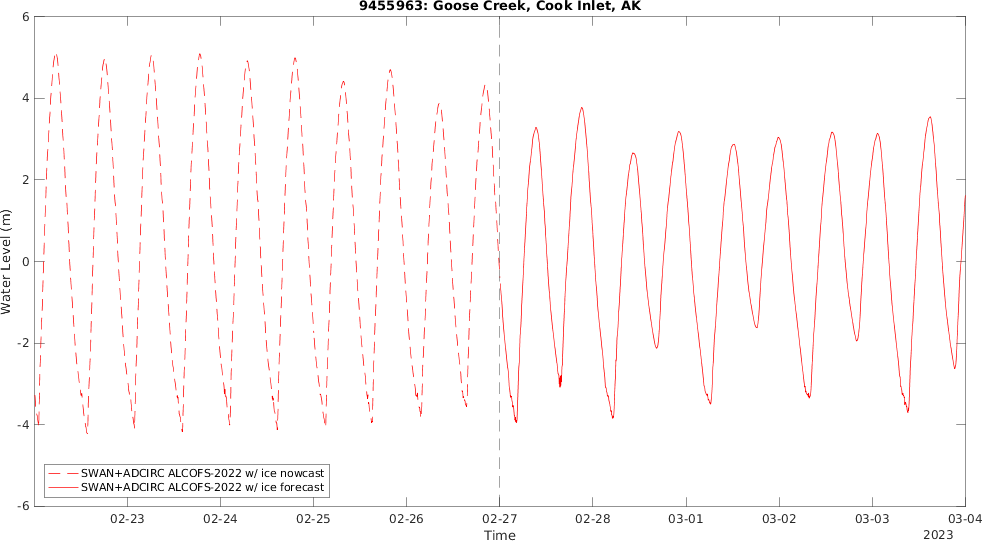 9455963: Goose Creek, Cook Inlet, AK
6
4
2
0
-2
-4
-6
Water Level (m)
SWAN+ADCIRC ALCOFS-2022 w/ ice nowcast
SWAN+ADCIRC ALCOFS-2022 w/ ice forecast
02-23 02-24 02-25 02-26 02-27 02-28 03-01 03-02 03-03 03-04
Time
2023